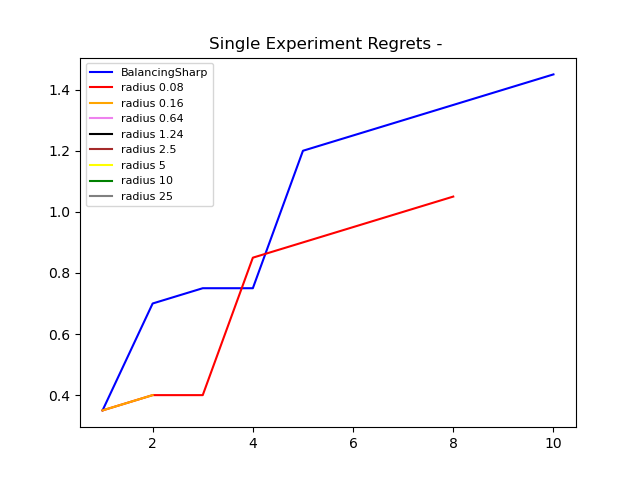 Single Experiment Regrets -
BalancingSharp
radius 0.08
radius 0.16
radius 0.64
radius 1.24
radius 2.5
radius 5
radius 10
radius 25
1.4
1.2
1.0
0.8
0.6
0.4
2 4 6 8 10